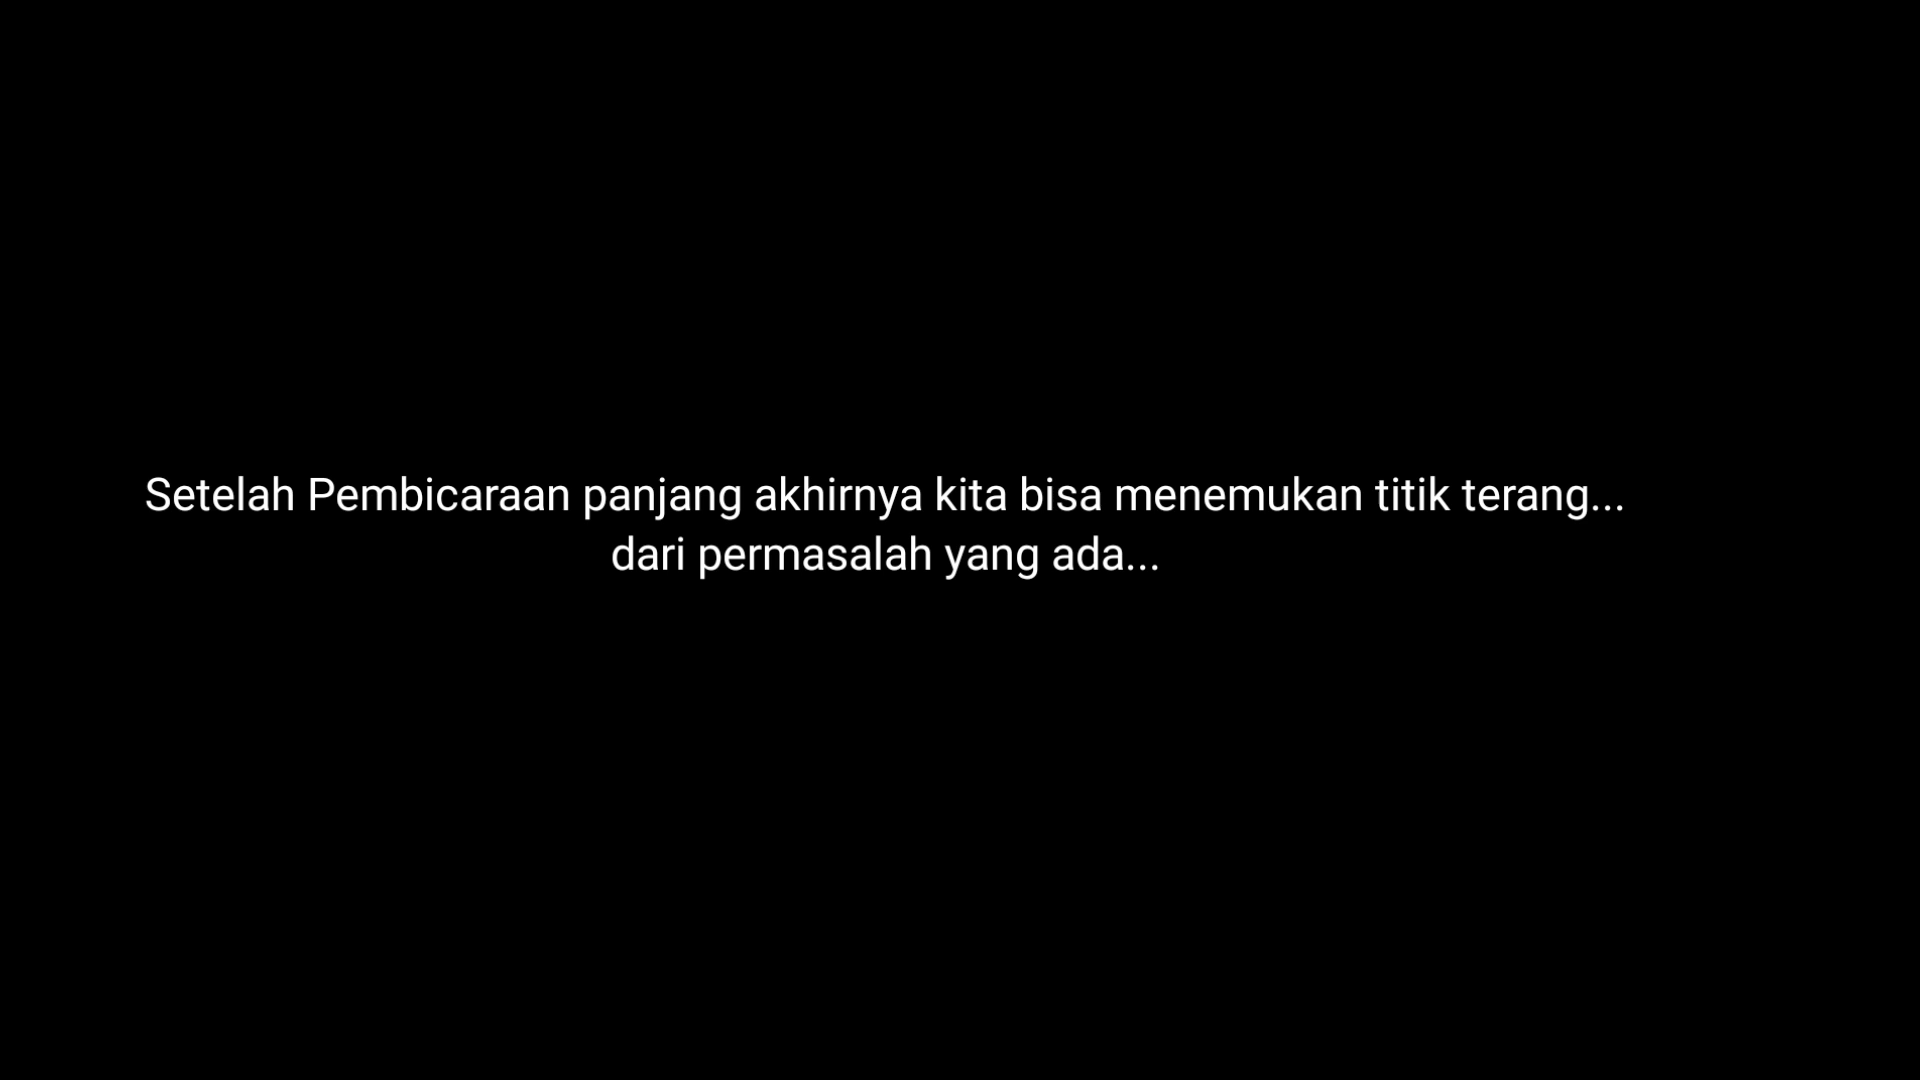 Setelah Pembicaraan panjang akhirnya kita bisa menemukan titik terang...
dari permasalah yang ada...